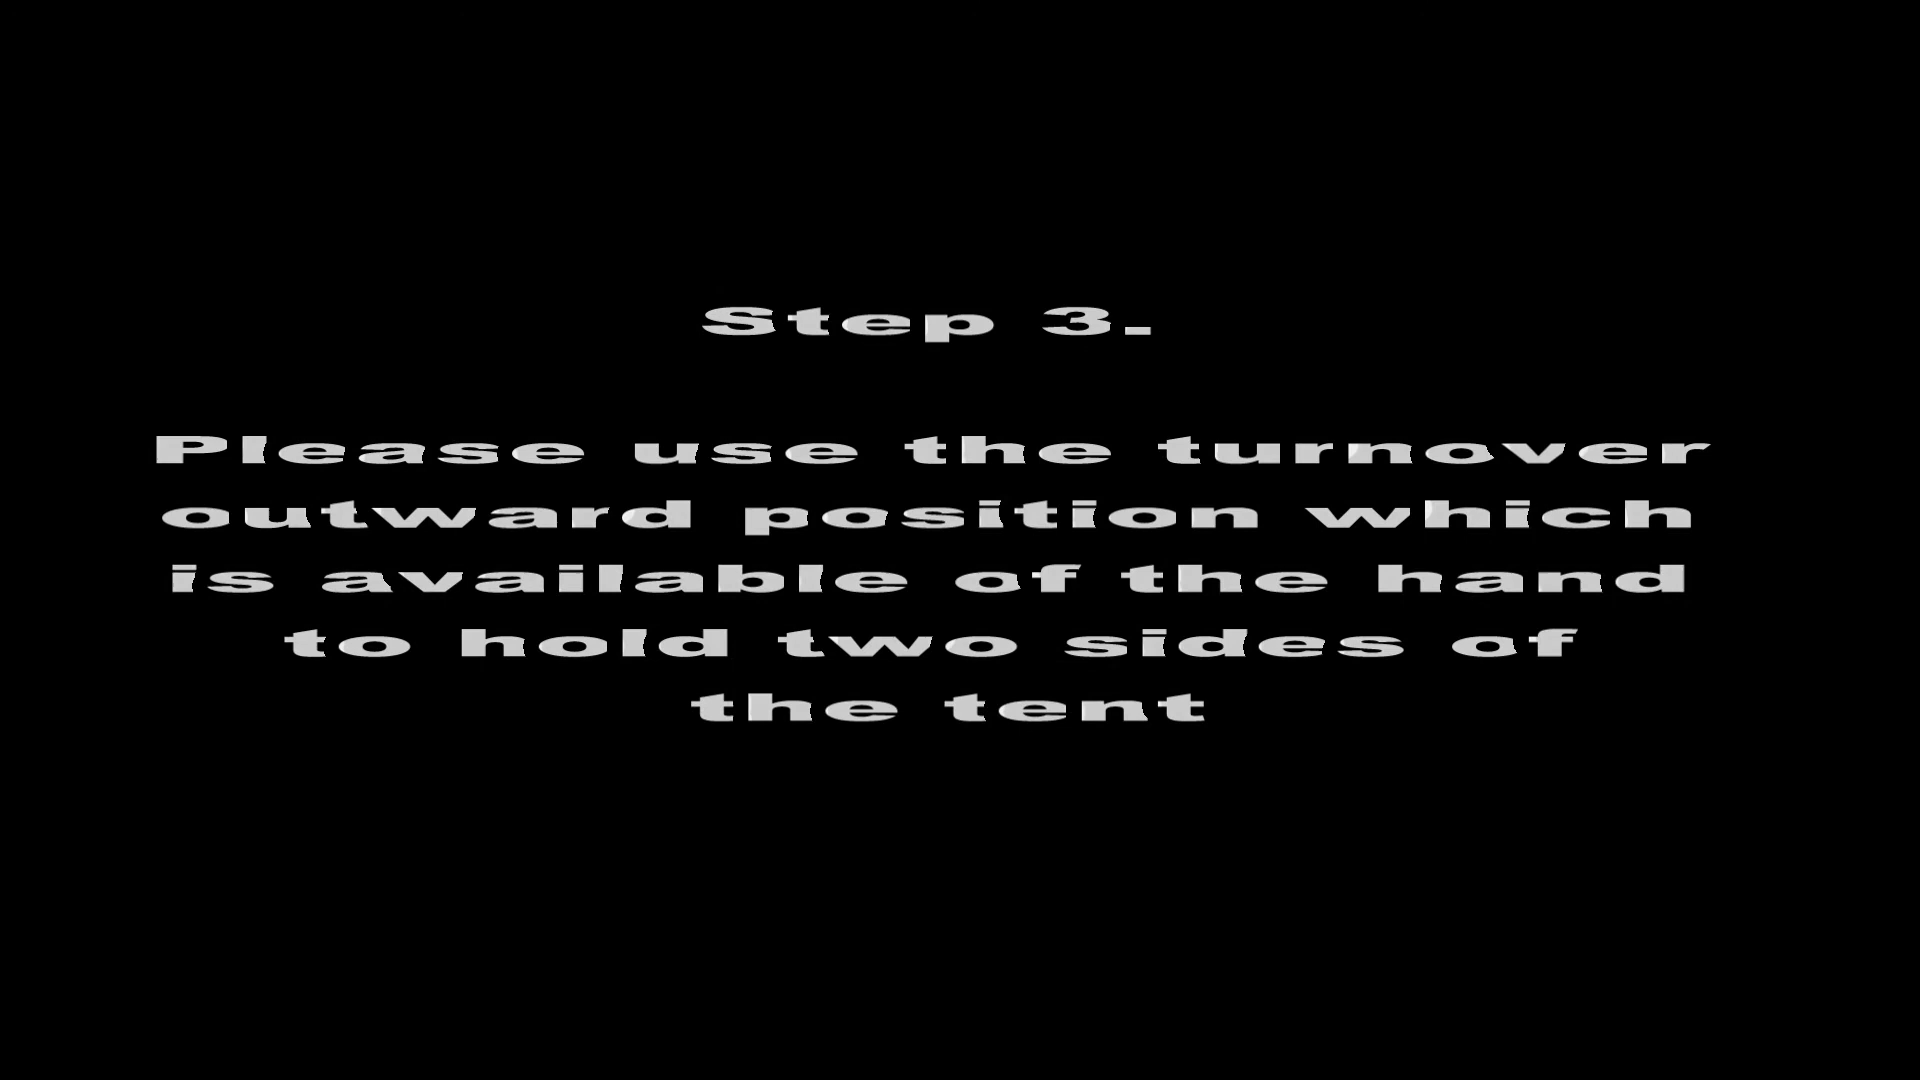 Step 3.
Please use the turnover
outward position which
is available of the hand
to hold two sides of
the tent